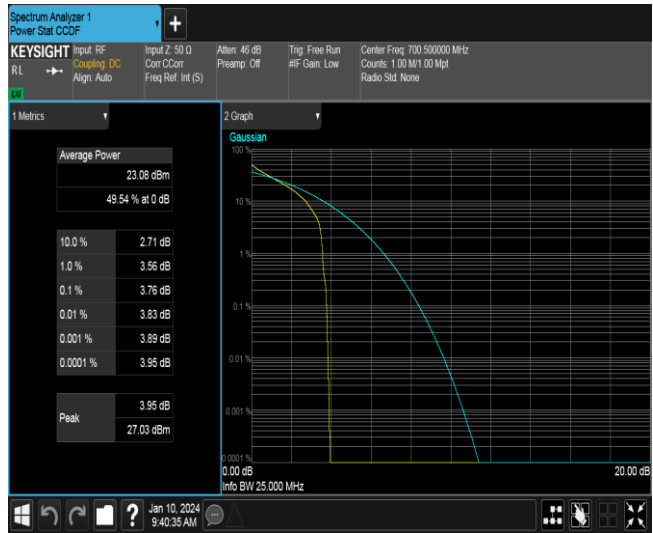 Spectrum Analyzer 1
Power Stat CCDF
+
KEYSIGHT
R L
LXI
Input: RF
Coupling: DC
Align: Auto
Input Z: 50 Ω
Corr CCorr
Freq Ref: Int (S)
Atten: 46 dB
Preamp: Off
Trig: Free Run
#IF Gain: Low
Center Freq: 700.500000 MHz
Counts: 1.00 M/1.00 Mpt
Radio Std: None
1 Metrics
Average Power
23.08 dBm
49.54 % at 0 dB
10.0 % 2.71 dB
1.0 % 3.56 dB
0.1 % 3.76 dB
0.01 % 3.83 dB
0.001 % 3.89 dB
0.0001 % 3.95 dB
Peak
3.95 dB
27.03 dBm
2 Graph
Gaussian
100 %
10 %
1 %
0.1 %
0.01 %
0.001 %
0.0001 %
0.00 dB
20.00 dB
Info BW 25.000 MHz
?
Jan 10, 2024
9:40:35 AM